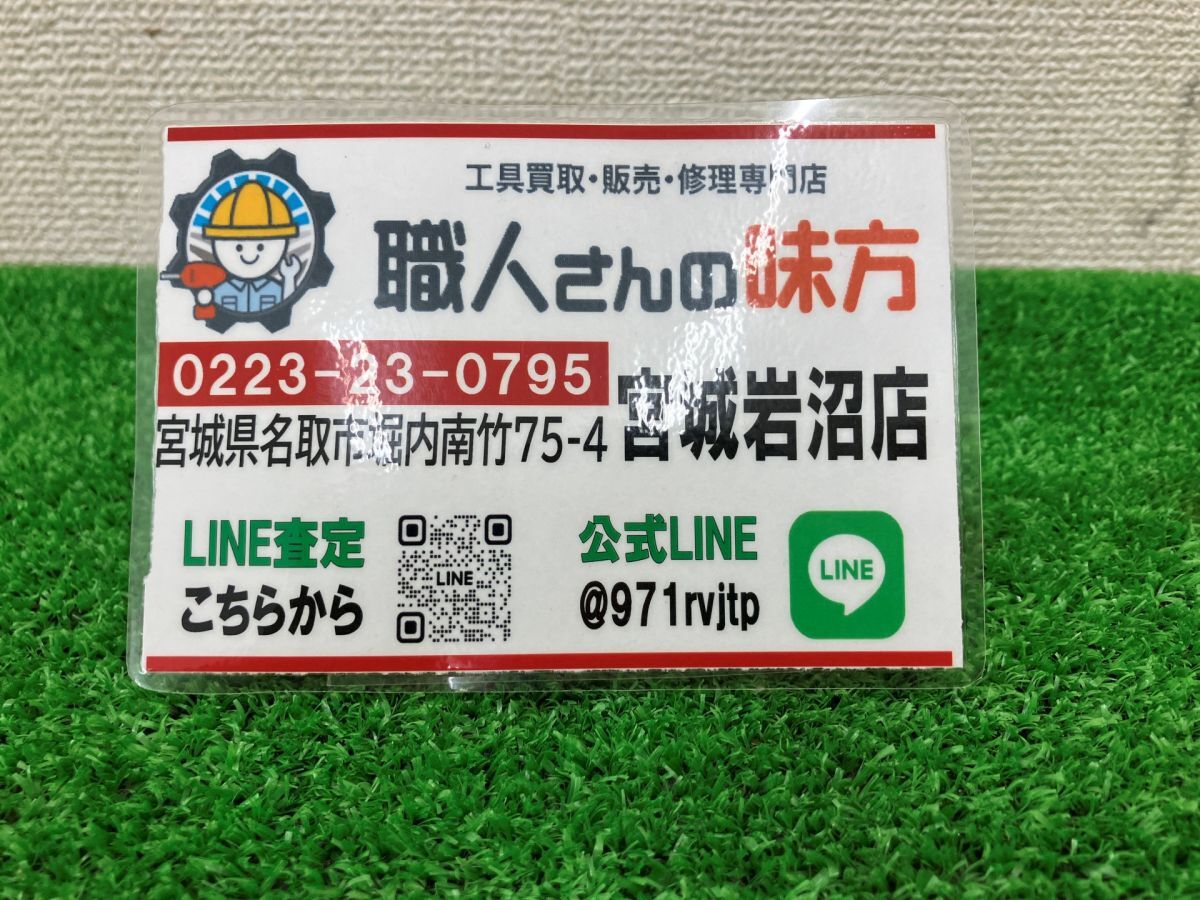 工具買取・販売・修理専門店
職人さんの味方
0223-23-0795
宮城県名取市堀内南竹75-4
宮城岩沼店
LINE査定
こちらから
LINE
公式LINE
@971rvjtp
LINE